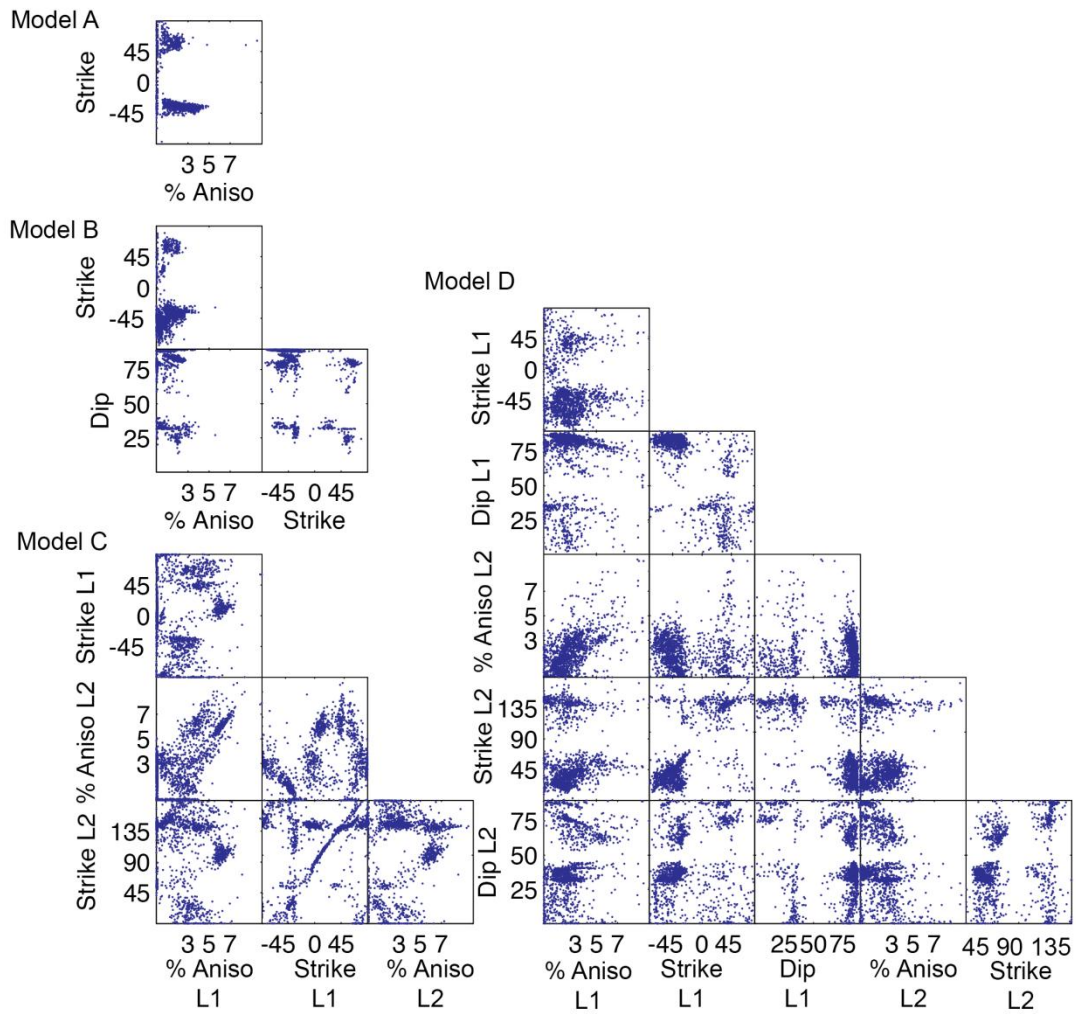 Model A
Strike
45
0
-45
3 5 7
% Aniso
Model B
Strike
45
0
-45
Dip
75
50
25
3 5 7
% Aniso
-45 0 45
Strike
Model C
Strike L1
45
0
-45
% Aniso L2
7
5
3
Strike L2
135
90
45
3 5 7
% Aniso
L1
-45 0 45
Strike
L1
3 5 7
% Aniso
L2
Model D
Strike L1
45
0
-45
Dip L1
75
50
25
% Aniso L2
7
5
3
Strike L2
135
90
45
Dip L2
75
50
25
3 5 7
% Aniso
L1
-45 0 45
Strike
L1
25 50 75
Dip
L1
3 5 7
% Aniso
L2
45 90 135
Strike
L2